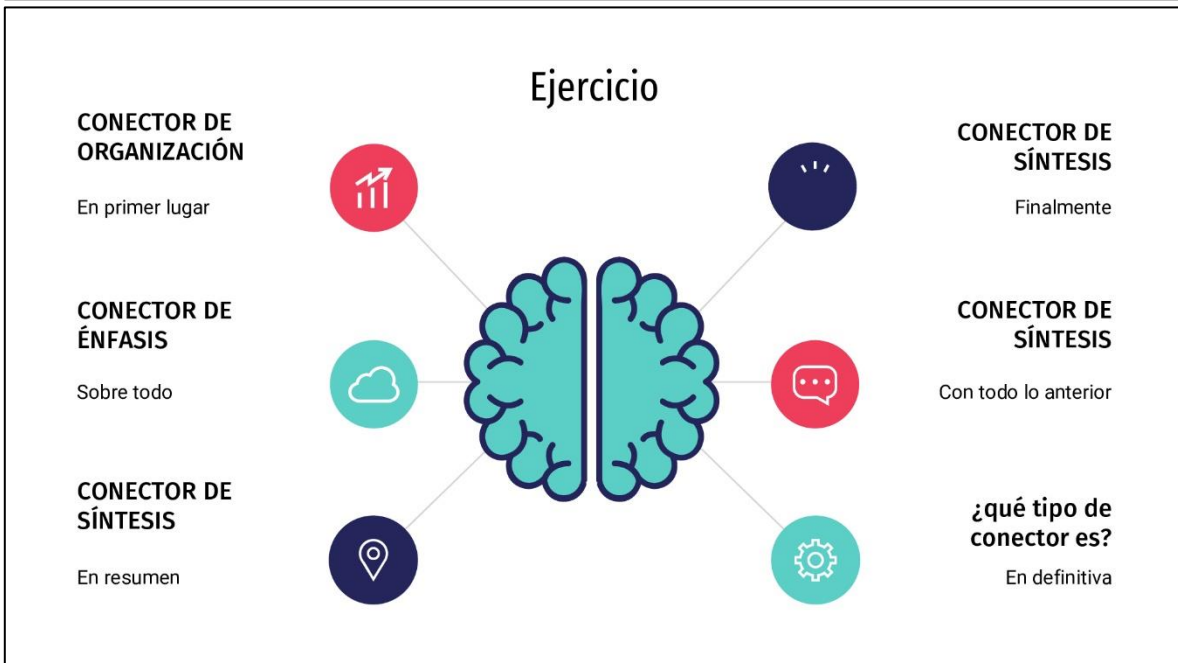 Ejercicio
CONECTOR DE
ORGANIZACIÓN
En primer lugar
CONECTOR DE
ÉNFASIS
Sobre todo
CONECTOR DE
SÍNTESIS
En resumen
CONECTOR DE
SÍNTESIS
Finalmente
CONECTOR DE
SÍNTESIS
Con todo lo anterior
¿qué tipo de
conector es?
En definitiva